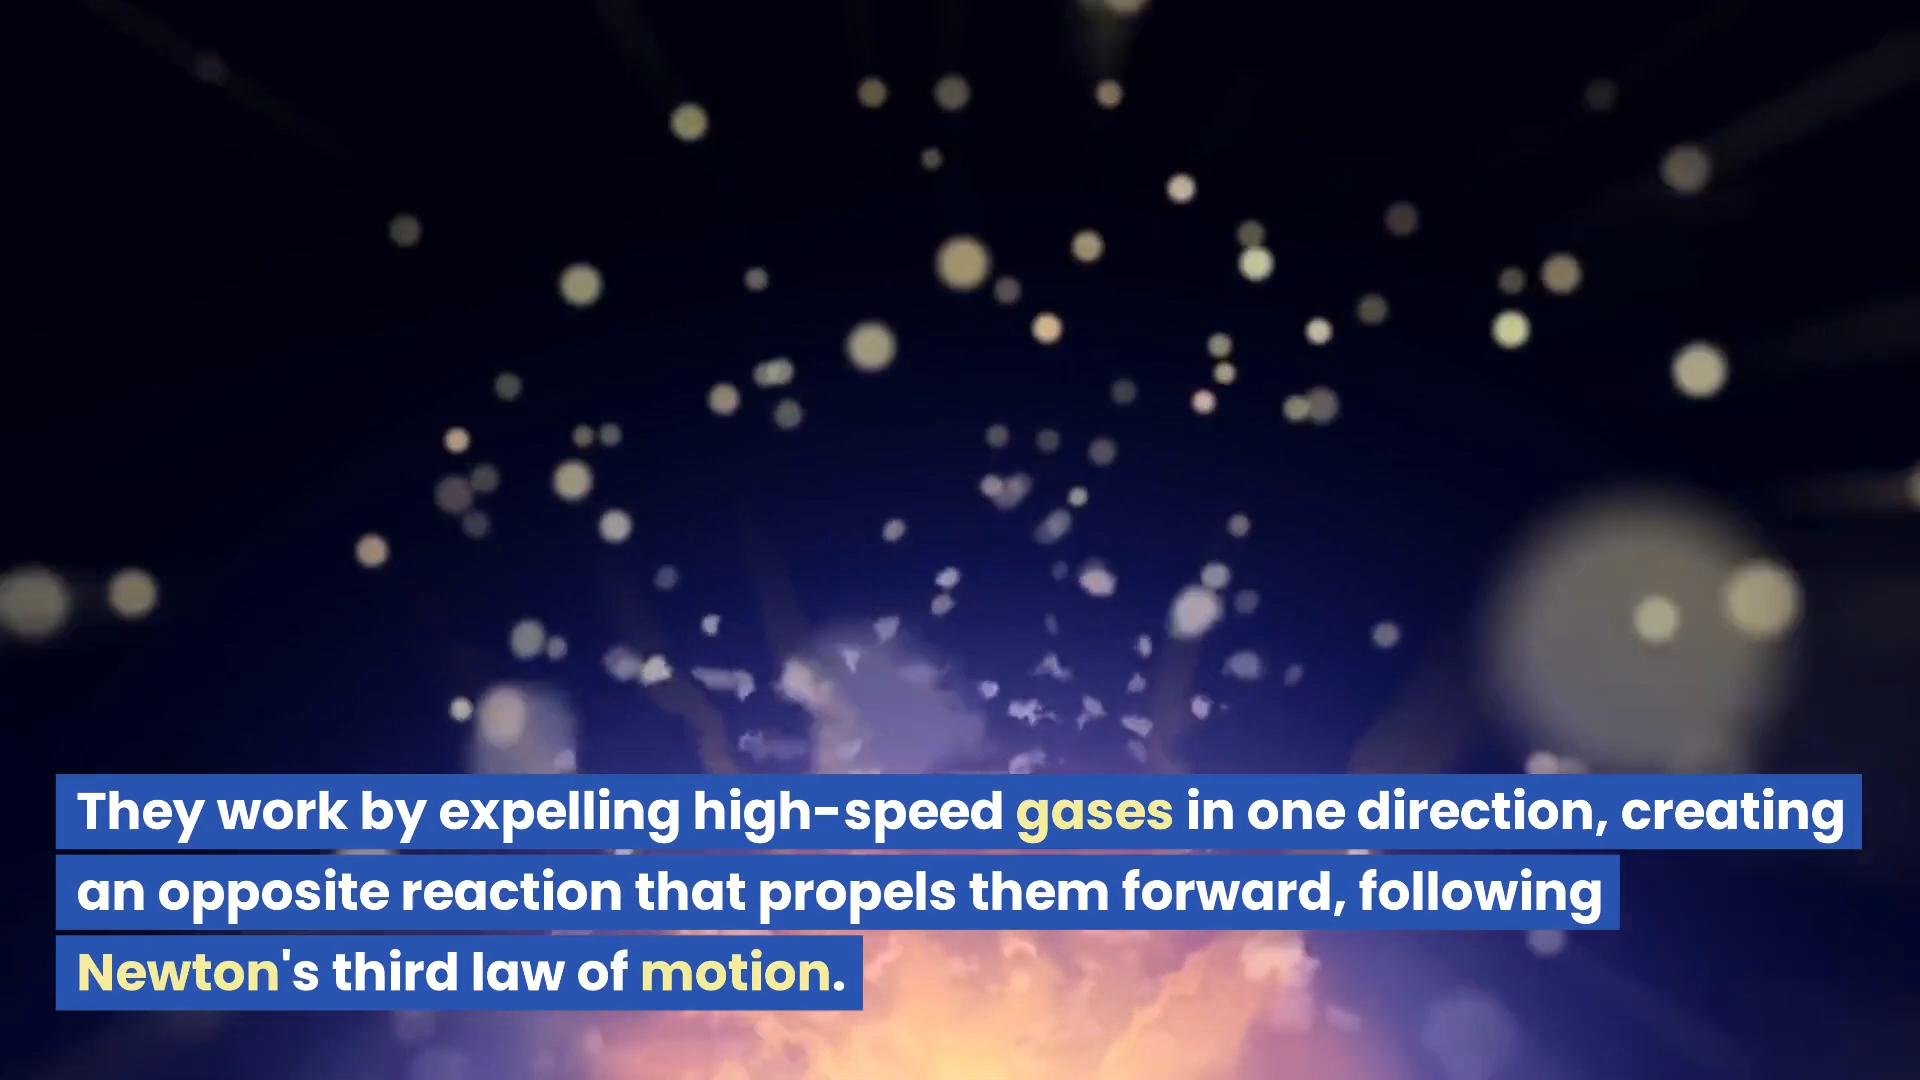 They work by expelling high-speed gases in one direction, creating
an opposite reaction that propels them forward, following
Newton's third law of motion.